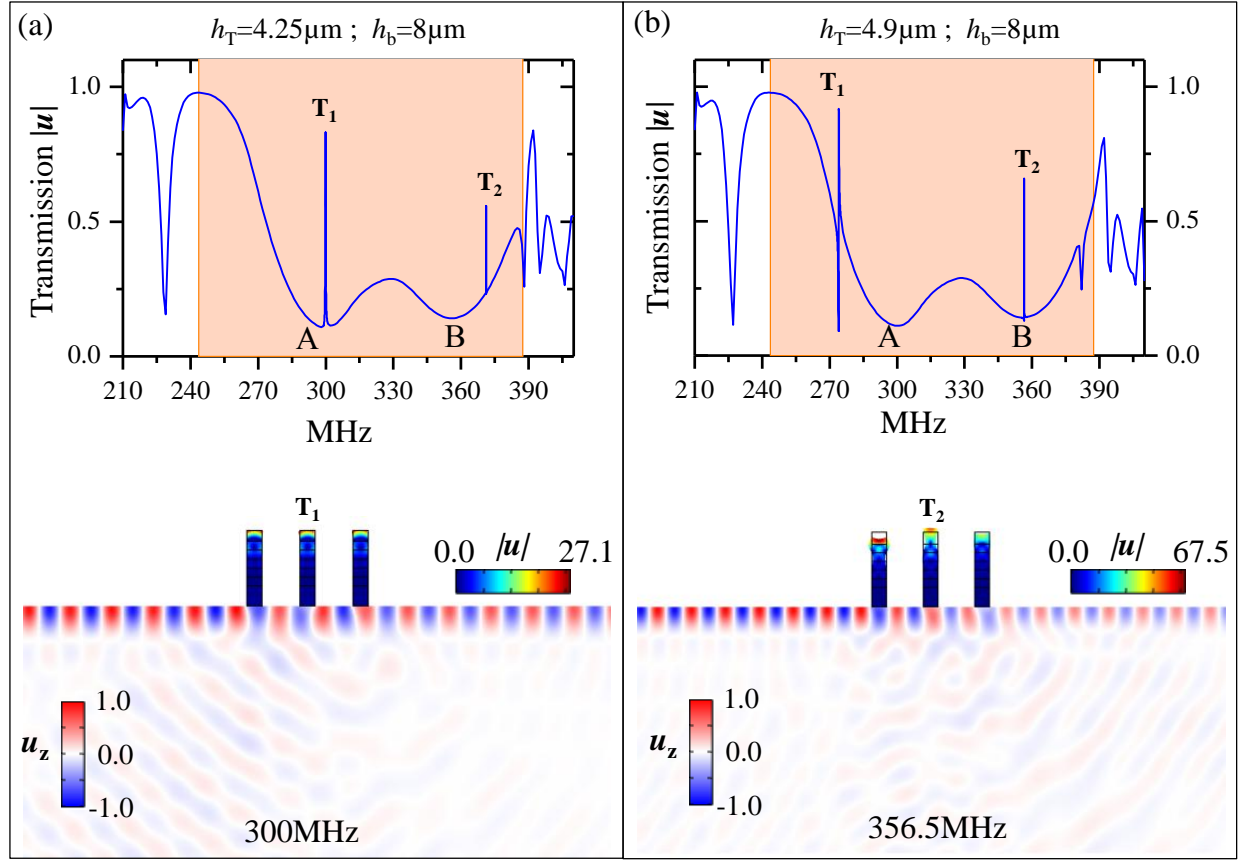 (a)
hT=4.25µm ; hb=8µm
Transmission |u|
1.0
0.5
0.0
T1
T2
A
B
210 240 270 300 330 360 390
MHz
T1
0.0 |u| 27.1
1.0
uz 0.0
-1.0
300MHz
(b)
hT=4.9µm ; hb=8µm
Transmission |u|
1.0
0.5
0.0
T1
T2
A
B
210 240 270 300 330 360 390
MHz
T2
0.0 |u| 67.5
1.0
uz 0.0
-1.0
356.5MHz